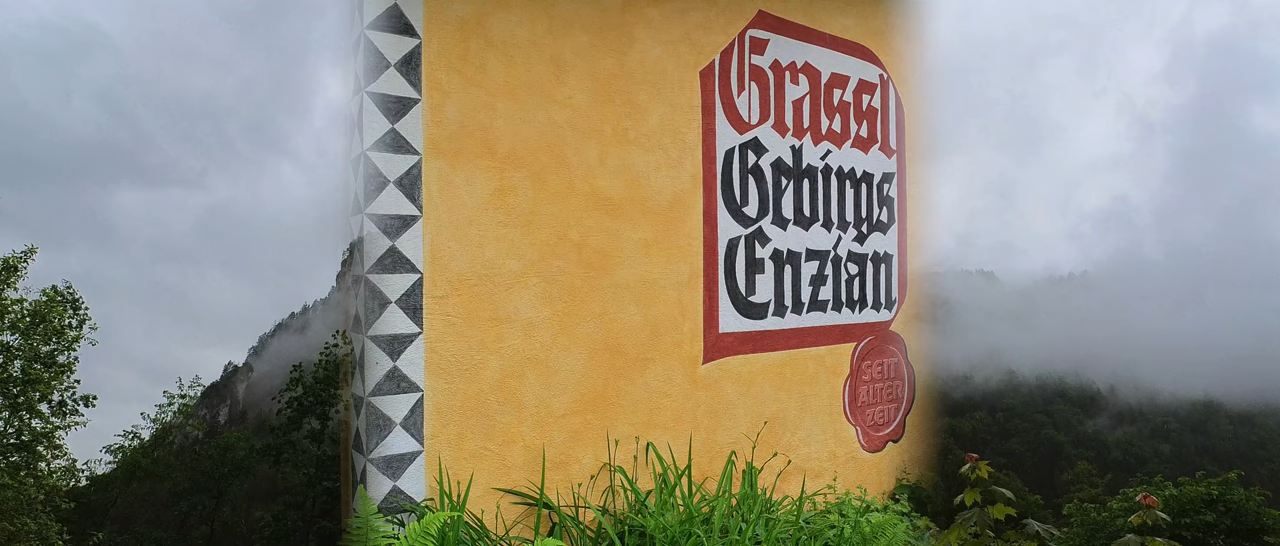 Grassl
Gebirgs
Enzian
SEIT
ALTER
ZEIT